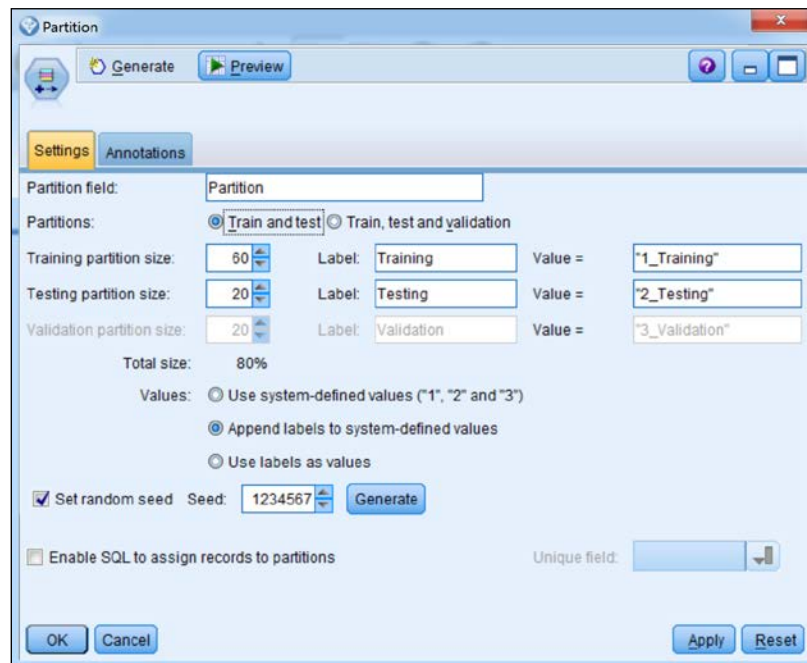 Partition
Generate Preview
Settings Annotations
Partition field: Partition
Partitions: Train and test Train, test and validation
Training partition size: 60 Label: Training Value = "1_Training"
Testing partition size: 20 Label: Testing Value = "2_Testing"
Validation partition size: 20 Label: Validation Value = "3_Validation"
Total size: 80%
Values: Use system-defined values ("1", "2" and "3")
Append labels to system-defined values
Use labels as values
Set random seed Seed: 1234567 Generate
Enable SQL to assign records to partitions Unique field:
OK Cancel Apply Reset